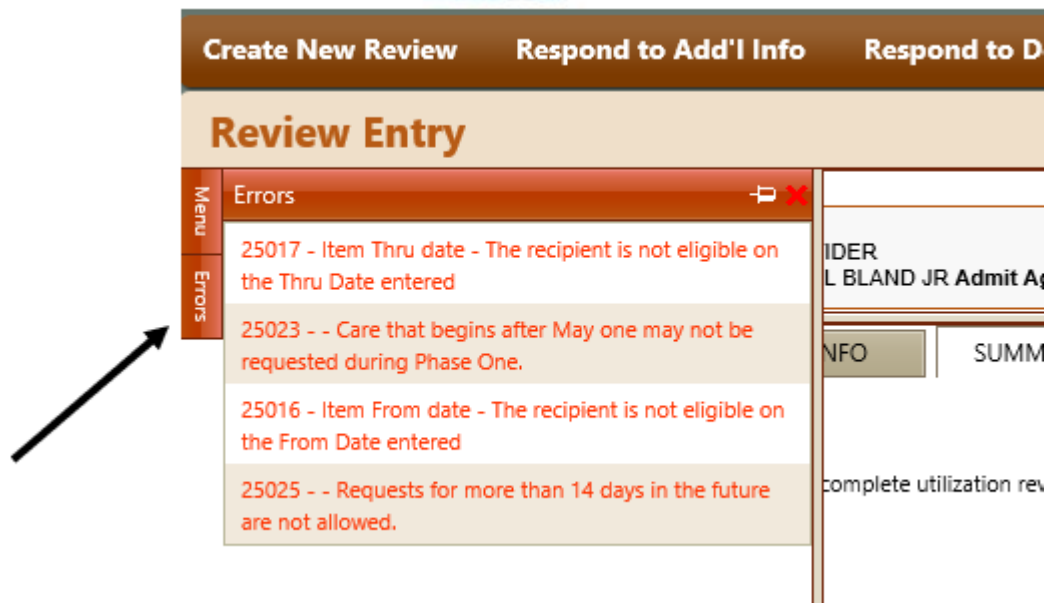 Create New Review Respond to Add'l Info Respond to D
Review Entry
Menu
Errors
Errors
25017 - Item Thru date - The recipient is not eligible on
the Thru Date entered
25023 - - Care that begins after May one may not be
requested during Phase One.
25016 - Item From date - The recipient is not eligible on
the From Date entered
25025 - - Requests for more than 14 days in the future
are not allowed.
IDER
L BLAND JR Admit Ag
NFO SUMM
complete utilization rev